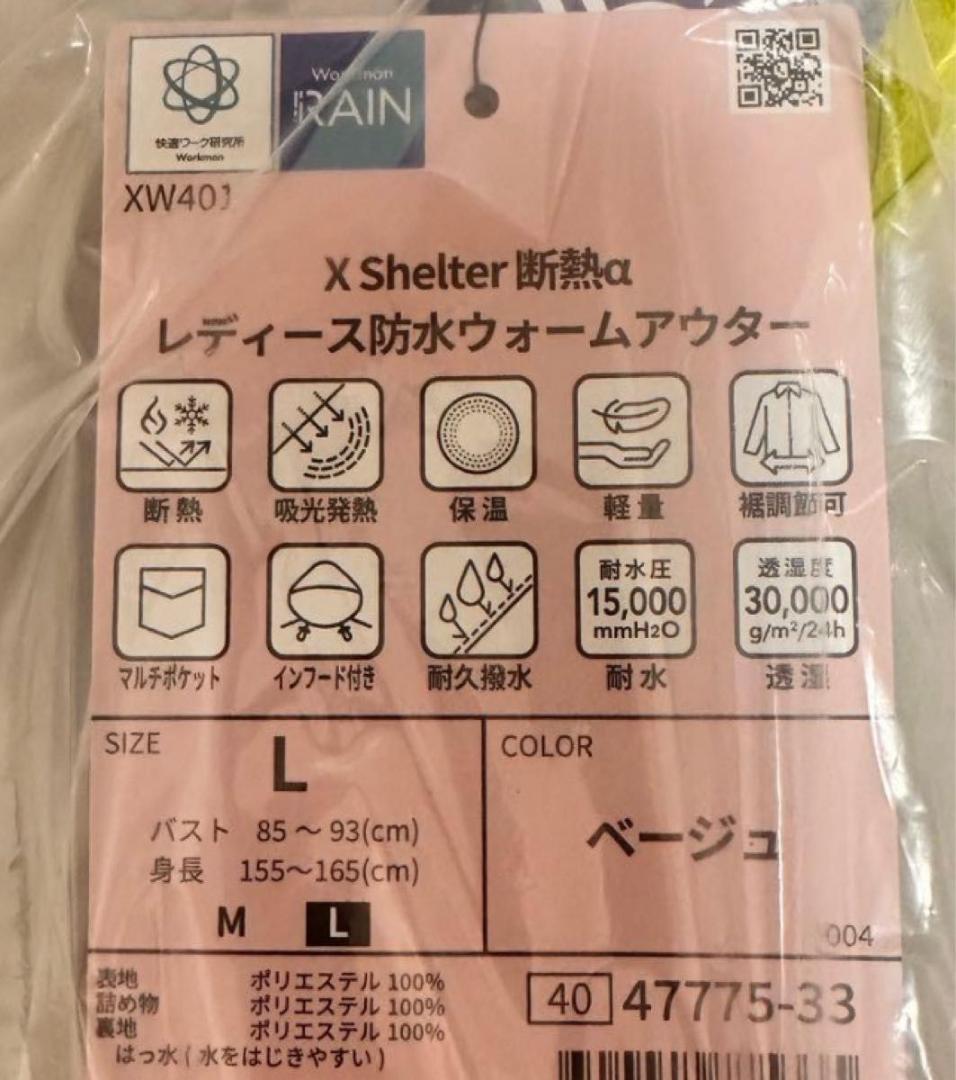 快適ワーク研究所
Workman
Workman
RAIN
XW401
X Shelter 断熱α
レディース防水ウォームアウター
断熱 吸光発熱 保温 軽量 裾調節可
耐水圧 透湿度
15,000 30,000
mmH2O g/m²/24h
マルチポケット インフード付き 耐久撥水 耐水 透湿
SIZE
L
バスト 85～93(cm)
身長 155～165(cm)
M L
COLOR
ベージュ
004
表地 ポリエステル 100%
詰め物 ポリエステル 100%
裏地 ポリエステル 100%
はっ水(水をはじきやすい)
40 47775-33